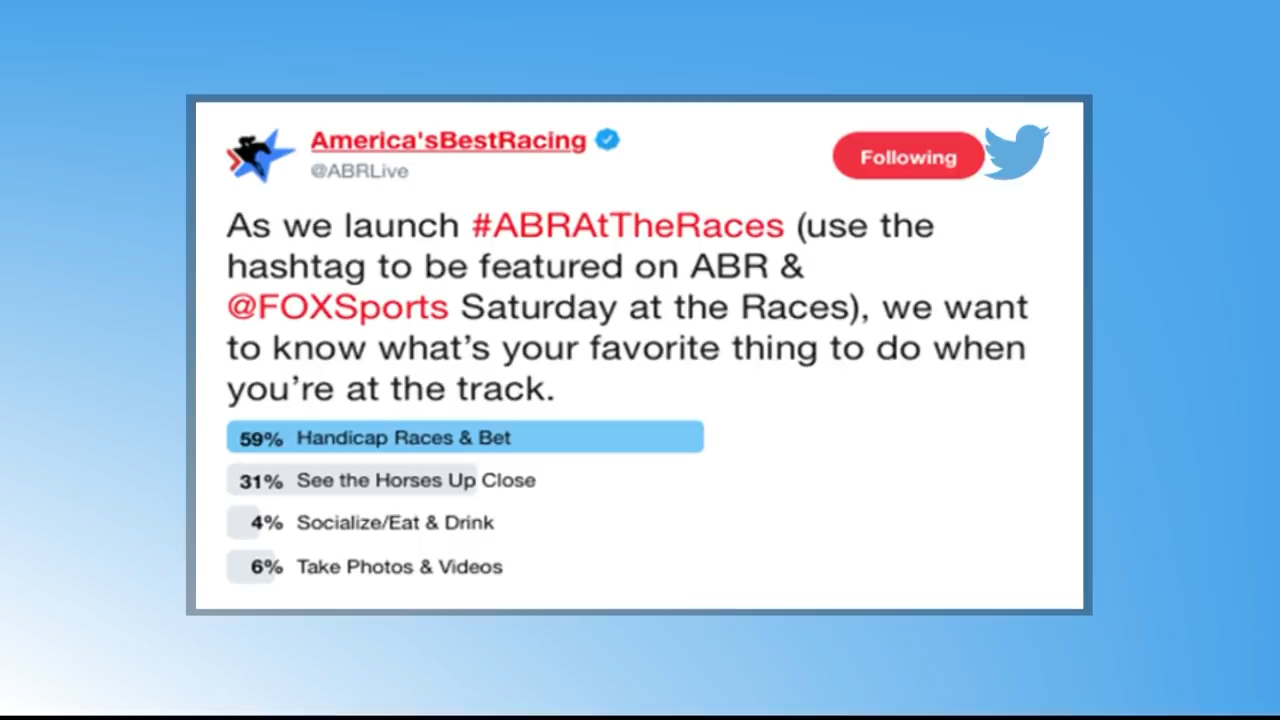 America'sBestRacing
@ABRLive
Following
As we launch #ABRAtTheRaces (use the
hashtag to be featured on ABR &
@FOXSports Saturday at the Races), we want
to know what’s your favorite thing to do when
you’re at the track.
59% Handicap Races & Bet
31% See the Horses Up Close
4% Socialize/Eat & Drink
6% Take Photos & Videos